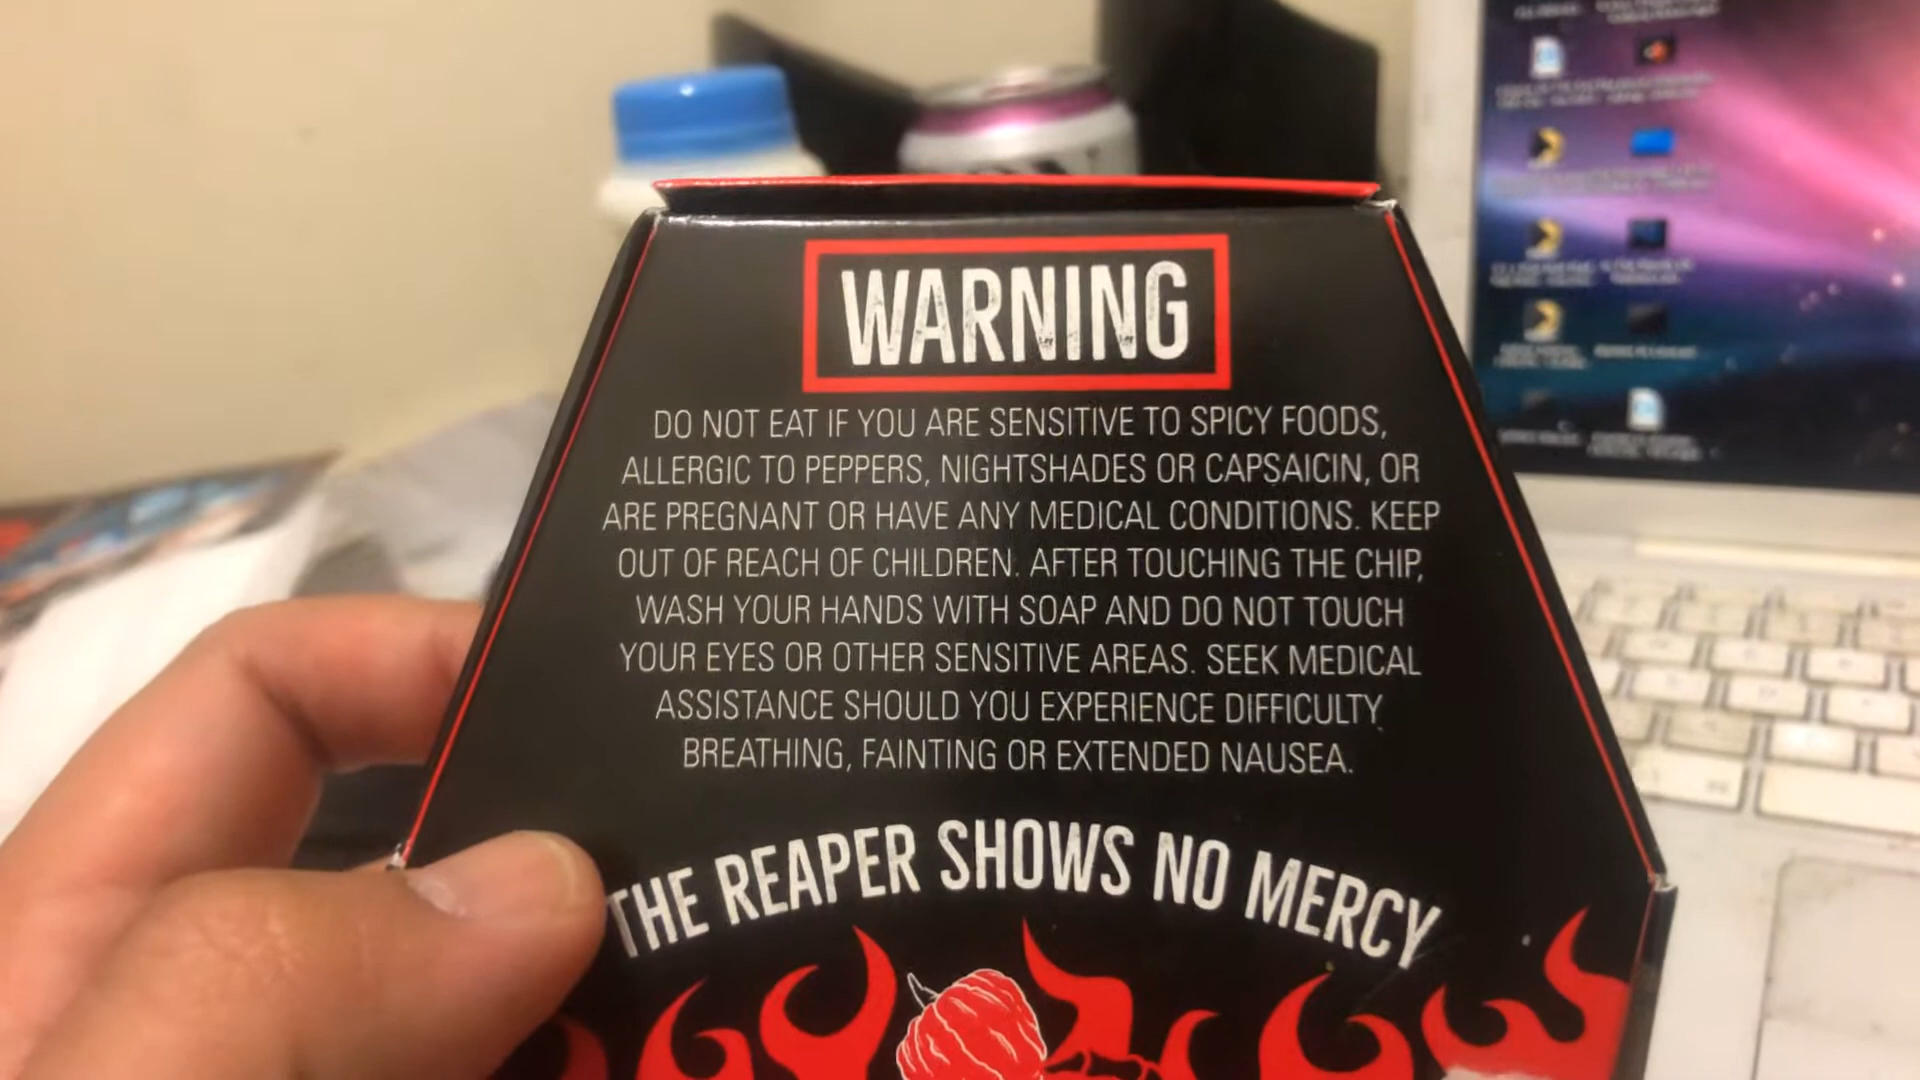 WARNING
DO NOT EAT IF YOU ARE SENSITIVE TO SPICY FOODS,
ALLERGIC TO PEPPERS, NIGHTSHADES OR CAPSAICIN, OR
ARE PREGNANT OR HAVE ANY MEDICAL CONDITIONS. KEEP
OUT OF REACH OF CHILDREN. AFTER TOUCHING THE CHIP,
WASH YOUR HANDS WITH SOAP AND DO NOT TOUCH
YOUR EYES OR OTHER SENSITIVE AREAS. SEEK MEDICAL
ASSISTANCE SHOULD YOU EXPERIENCE DIFFICULTY
BREATHING, FAINTING OR EXTENDED NAUSEA.
THE REAPER SHOWS NO MERCY